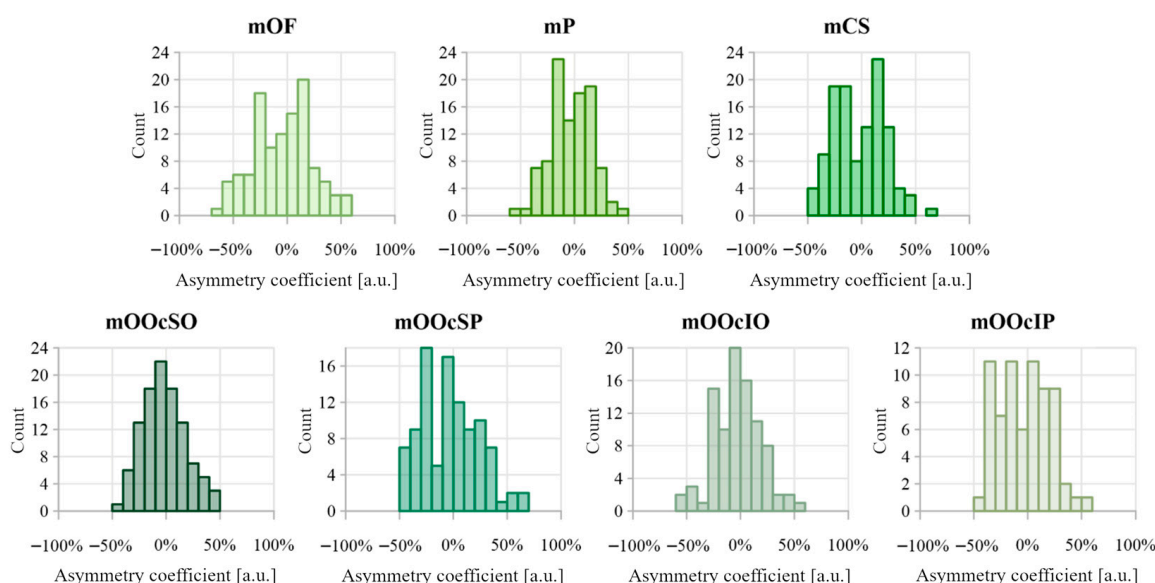 mOF mP mCS
24 24 24
20 20 20
16 16 16
Count 12 Count 12 Count 12
8 8 8
4 4 4
0 0 0
−100% −50% 0% 50% 100% −100% −50% 0% 50% 100% −100% −50% 0% 50% 100%
Asymmetry coefficient [a.u.] Asymmetry coefficient [a.u.] Asymmetry coefficient [a.u.]
mOOcSO mOOcSP mOOcIO mOOcIP
24 20 12
20 16 10
16 16 8
Count 12 Count 12 Count 12 Count 6
8 8 8 4
4 4 4 2
0 0 0 0
−100% −50% 0% 50% 100% −100% −50% 0% 50% 100% −100% −50% 0% 50% 100% −100% −50% 0% 50% 100%
Asymmetry coefficient [a.u.] Asymmetry coefficient [a.u.] Asymmetry coefficient [a.u.] Asymmetry coefficient [a.u.]